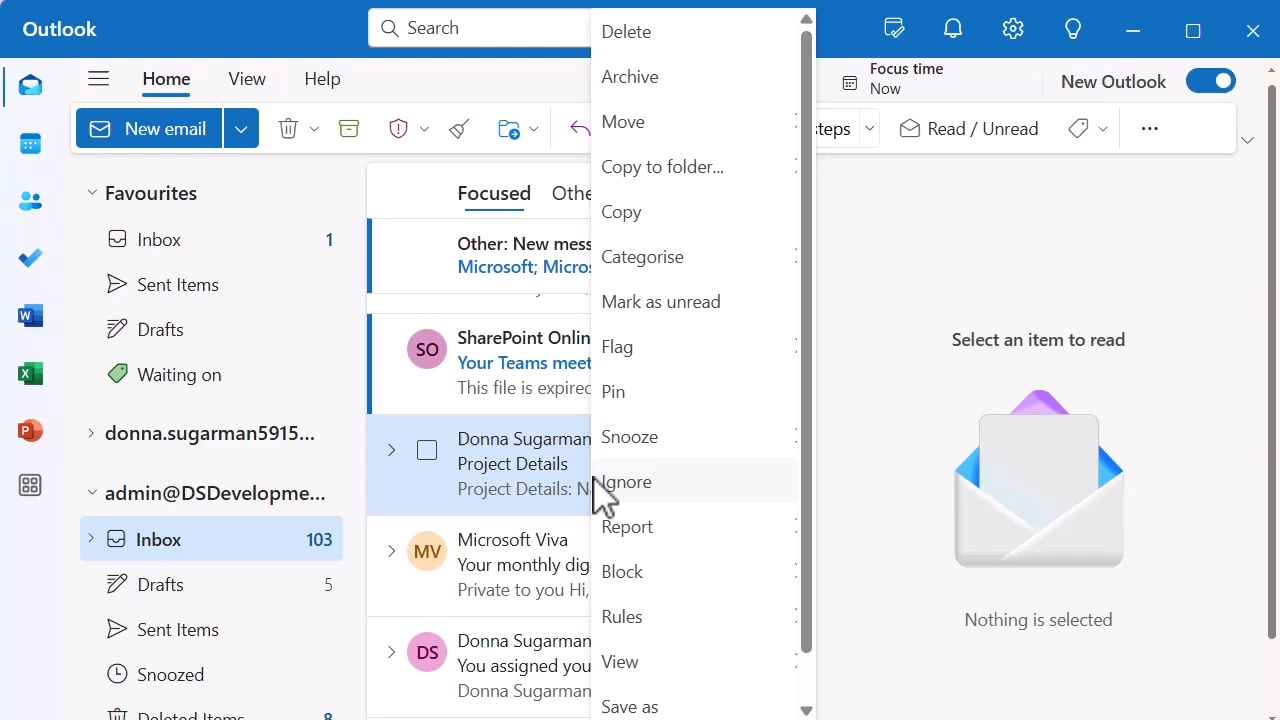 Outlook
Search
Focus time
Now
New Outlook
Home
View
Help
New email
steps
Read / Unread
Favourites
Inbox 1
Sent Items
Drafts
Waiting on
donna.sugarman5915...
admin@DSDevelopme...
Inbox 103
Drafts 5
Sent Items
Snoozed
Deleted Items 8
Focused Othe
Other: New mess
Microsoft; Micros
SO
SharePoint Onlin
Your Teams meet
This file is expired
Donna Sugarman
Project Details
Project Details: N
MV
Microsoft Viva
Your monthly dig
Private to you Hi,
DS
Donna Sugarman
You assigned you
Donna Sugarman
Delete
Archive
Move
Copy to folder...
Copy
Categorise
Mark as unread
Flag
Pin
Snooze
Ignore
Report
Block
Rules
View
Save as
Select an item to read
Nothing is selected